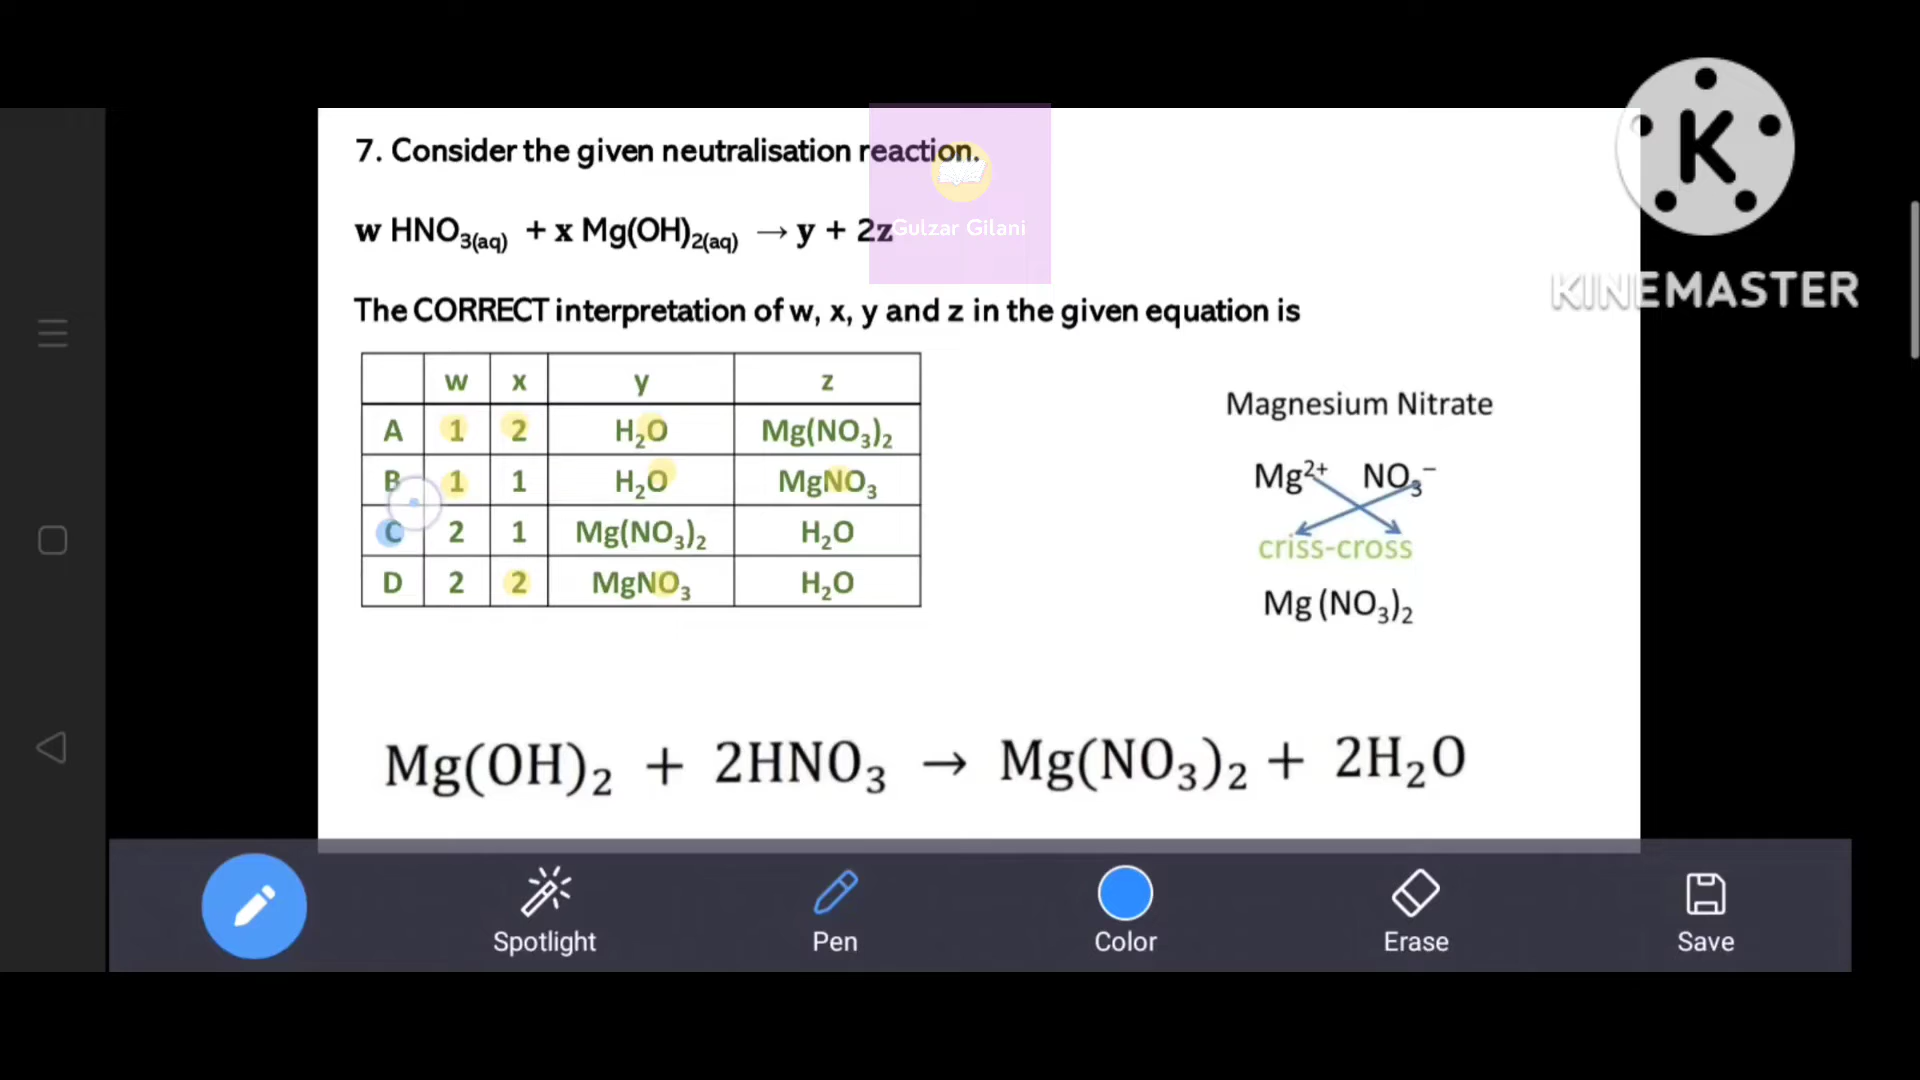 7. Consider the given neutralisation reaction.
w HNO₃(aq) + x Mg(OH)₂(aq) → y + 2z
Gulzar Gilani
The CORRECT interpretation of w, x, y and z in the given equation is
w x y z
A 1 2 H₂O Mg(NO₃)₂
B 1 1 H₂O MgNO₃
C 2 1 Mg(NO₃)₂ H₂O
D 2 2 MgNO₃ H₂O
K
KINEMASTER
Magnesium Nitrate
Mg²⁺ NO₃⁻
criss-cross
Mg (NO₃)₂
Mg(OH)₂ + 2HNO₃ → Mg(NO₃)₂ + 2H₂O
Spotlight Pen Color Erase Save